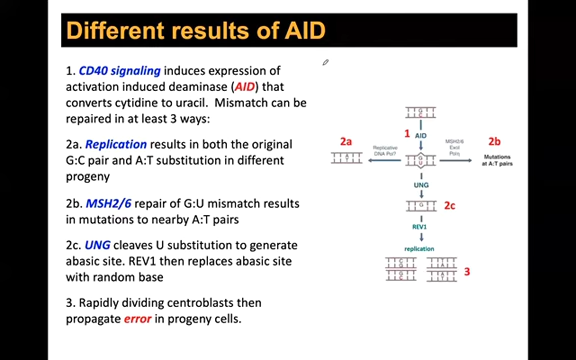 Different results of AID
1. CD40 signaling induces expression of
activation induced deaminase (AID) that
converts cytidine to uracil. Mismatch can be
repaired in at least 3 ways:
2a. Replication results in both the original
G:C pair and A:T substitution in different
progeny
2b. MSH2/6 repair of G:U mismatch results
in mutations to nearby A:T pairs
2c. UNG cleaves U substitution to generate
abasic site. REV1 then replaces abasic site
with random base
3. Rapidly dividing centroblasts then
propagate error in progeny cells.
1 AID
2a
2b
Replicative
DNA Pol?
MSH2/6
Exo1
Mutations
at A:T pairs
UNG
2c
REV1
replication
3